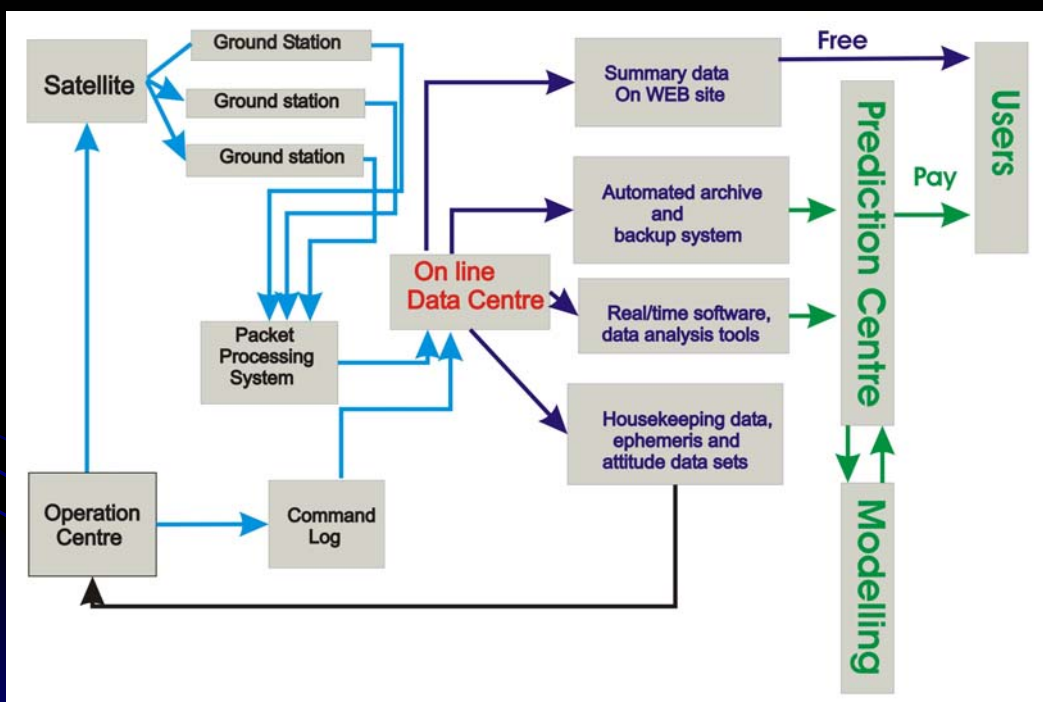 Satellite
Ground Station
Ground station
Ground station
Packet
Processing
System
Operation
Centre
Command
Log
On line
Data Centre
Summary data
On WEB site
Automated archive
and
backup system
Real/time software,
data analysis tools
Housekeeping data,
ephemeris and
attitude data sets
Free
Pay
Prediction Centre
Modelling
Users